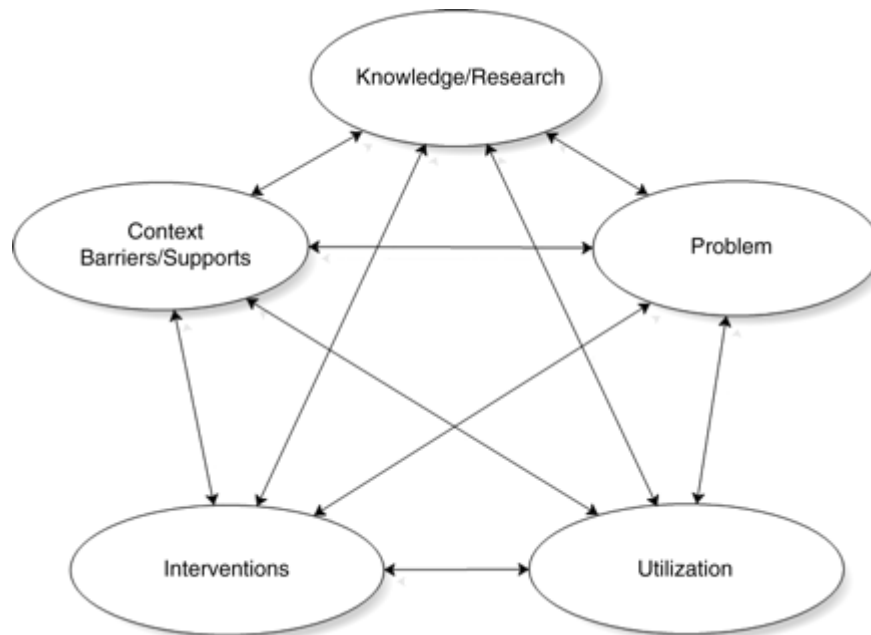 Knowledge/Research
Context
Barriers/Supports
Problem
Interventions
Utilization